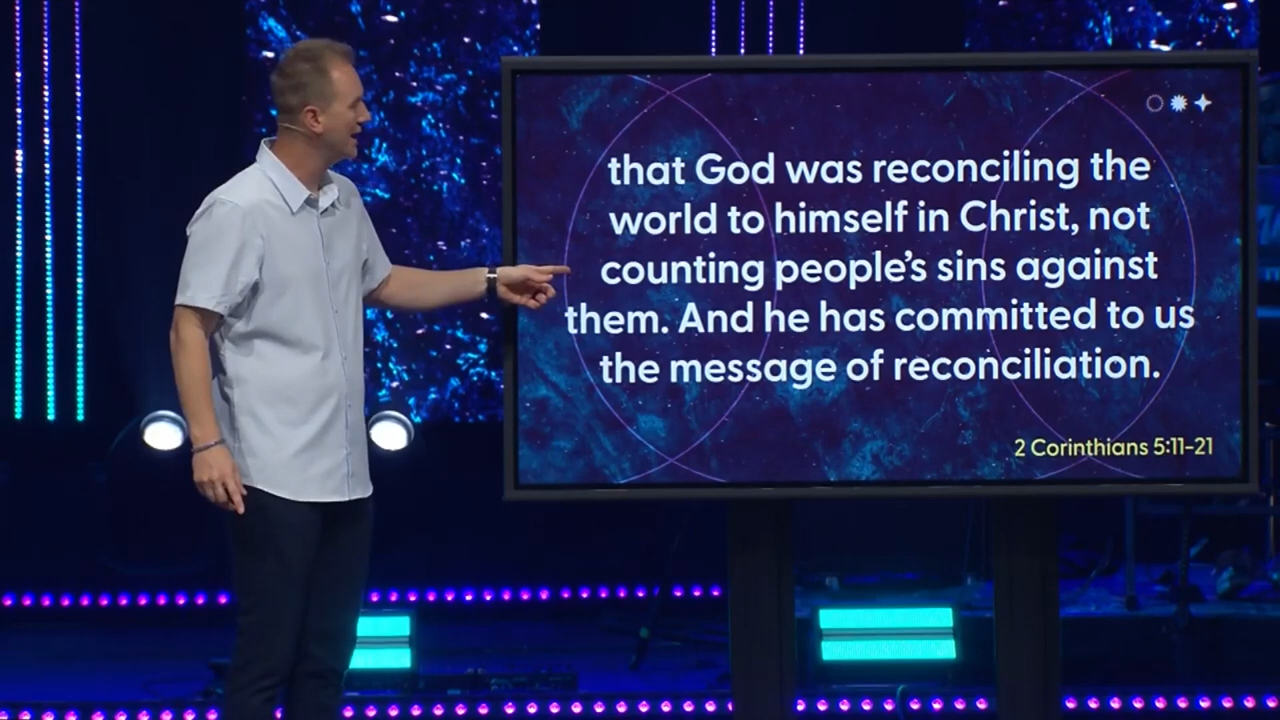 that God was reconciling the
world to himself in Christ, not
counting people’s sins against
them. And he has committed to us
the message of reconciliation.
2 Corinthians 5:11-21